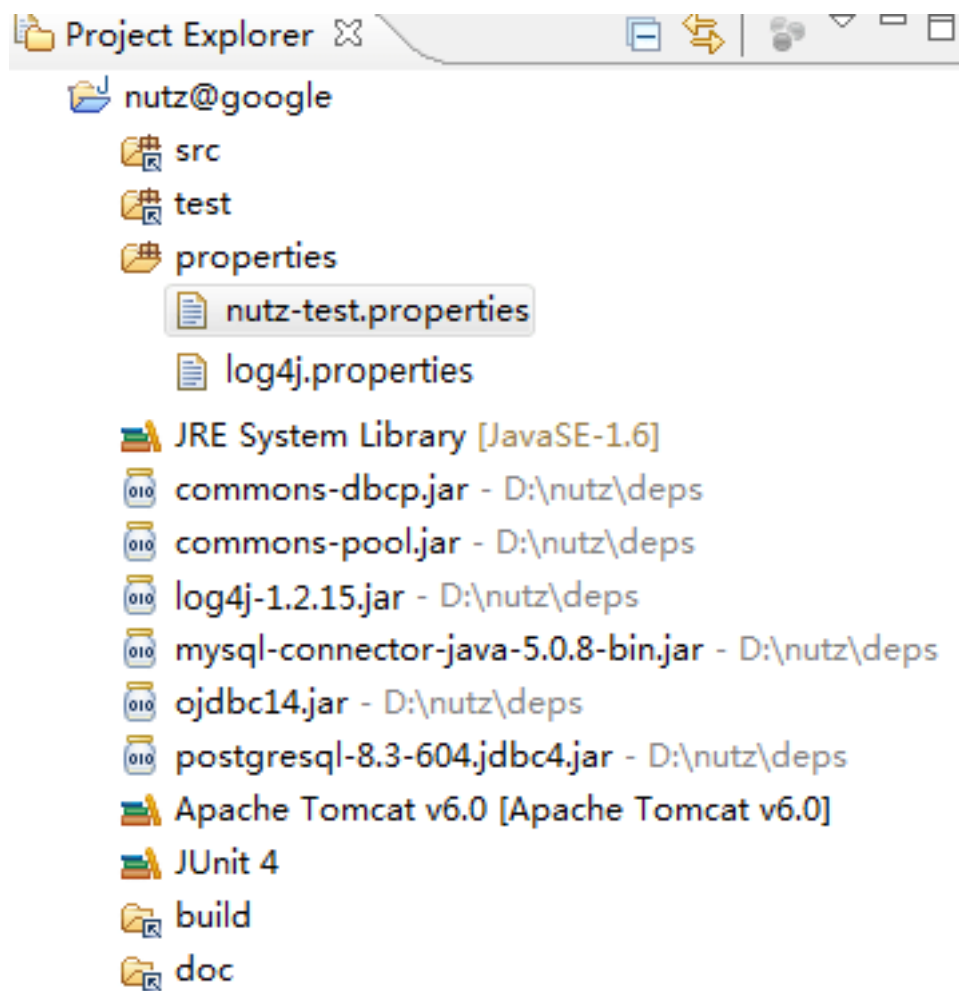 Project Explorer
nutz@google
src
test
properties
nutz-test.properties
log4j.properties
JRE System Library [JavaSE-1.6]
commons-dbcp.jar - D:\nutz\deps
commons-pool.jar - D:\nutz\deps
log4j-1.2.15.jar - D:\nutz\deps
mysql-connector-java-5.0.8-bin.jar - D:\nutz\deps
ojdbc14.jar - D:\nutz\deps
postgresql-8.3-604.jdbc4.jar - D:\nutz\deps
Apache Tomcat v6.0 [Apache Tomcat v6.0]
JUnit 4
build
doc